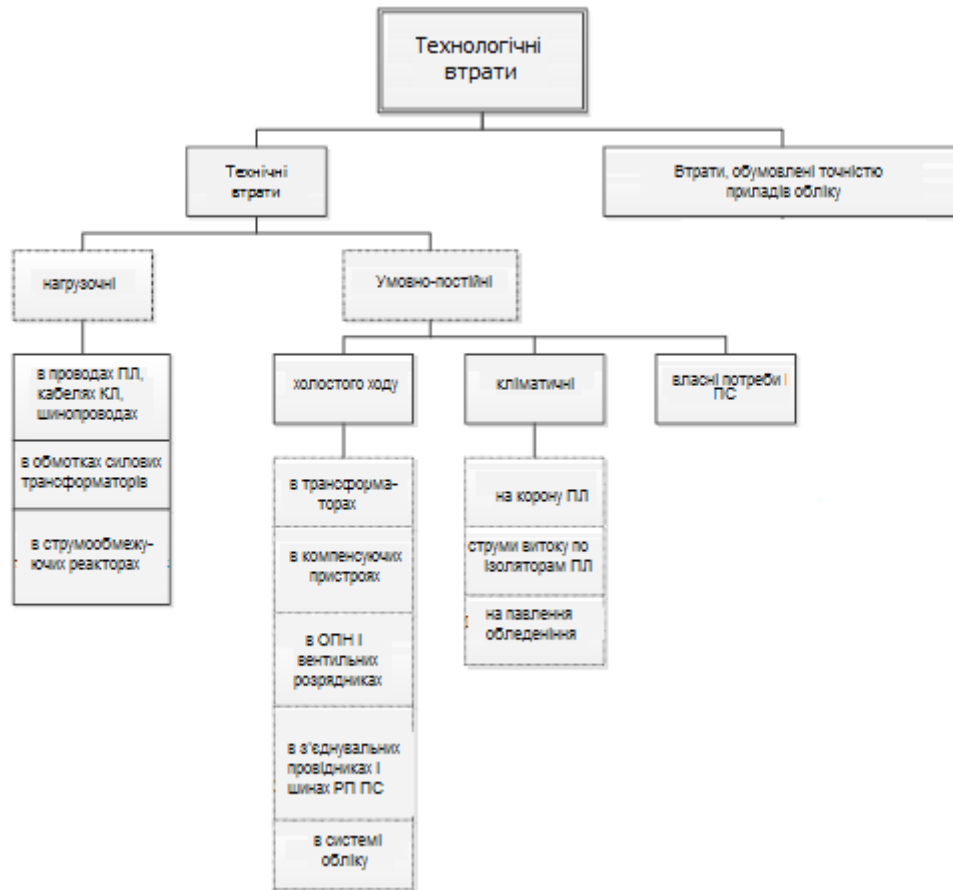 Технологічні
втрати
Технічні
втрати
Втрати, обумовлені точністю
приладів обліку
нагрузочні
Умовно-постійні
в проводах ПЛ,
кабелях КЛ,
шинопроводах
в обмотках силових
трансформаторів
в струмообмежу-
ючих реакторах
холостого ходу
в трансформа-
торах
в компенсуючих
пристроях
в ОПН і
вентильних
розрядниках
в з'єднувальних
провідниках і
шинах РП ПС
в системі
обліку
кліматичні
на корону ПЛ
струми витоку по
ізоляторам ПЛ
на павлення
обледеніння
власні потреби і
ПС